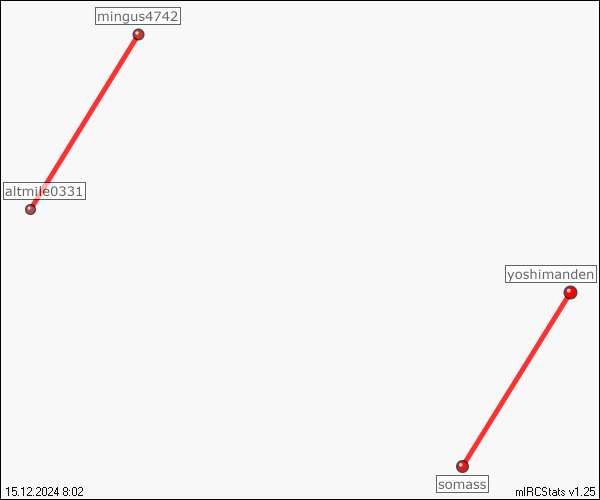 mingus4742
altmile0331
yoshimanden
somass
15.12.2024 8:02
mIRCStats v1.25